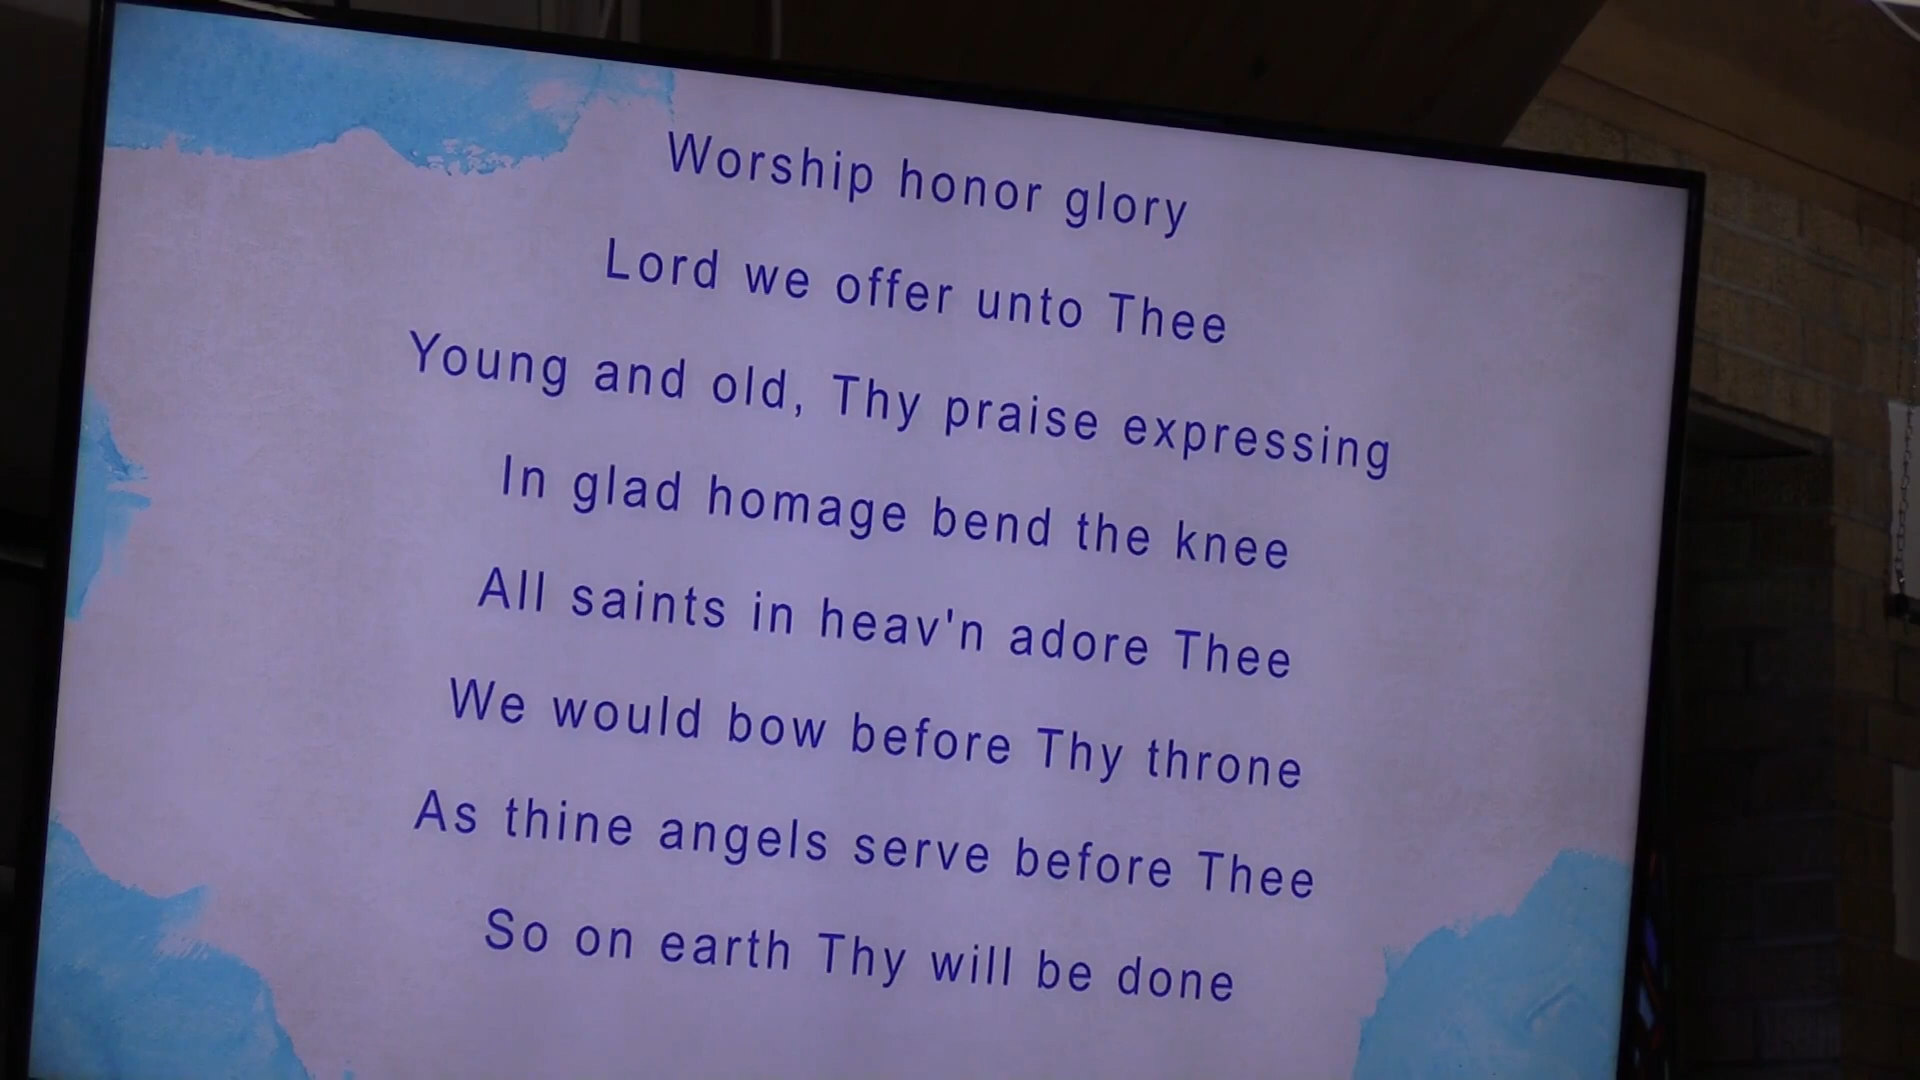 Worship honor glory
Lord we offer unto Thee
Young and old, Thy praise expressing
In glad homage bend the knee
All saints in heav'n adore Thee
We would bow before Thy throne
As thine angels serve before Thee
So on earth Thy will be done